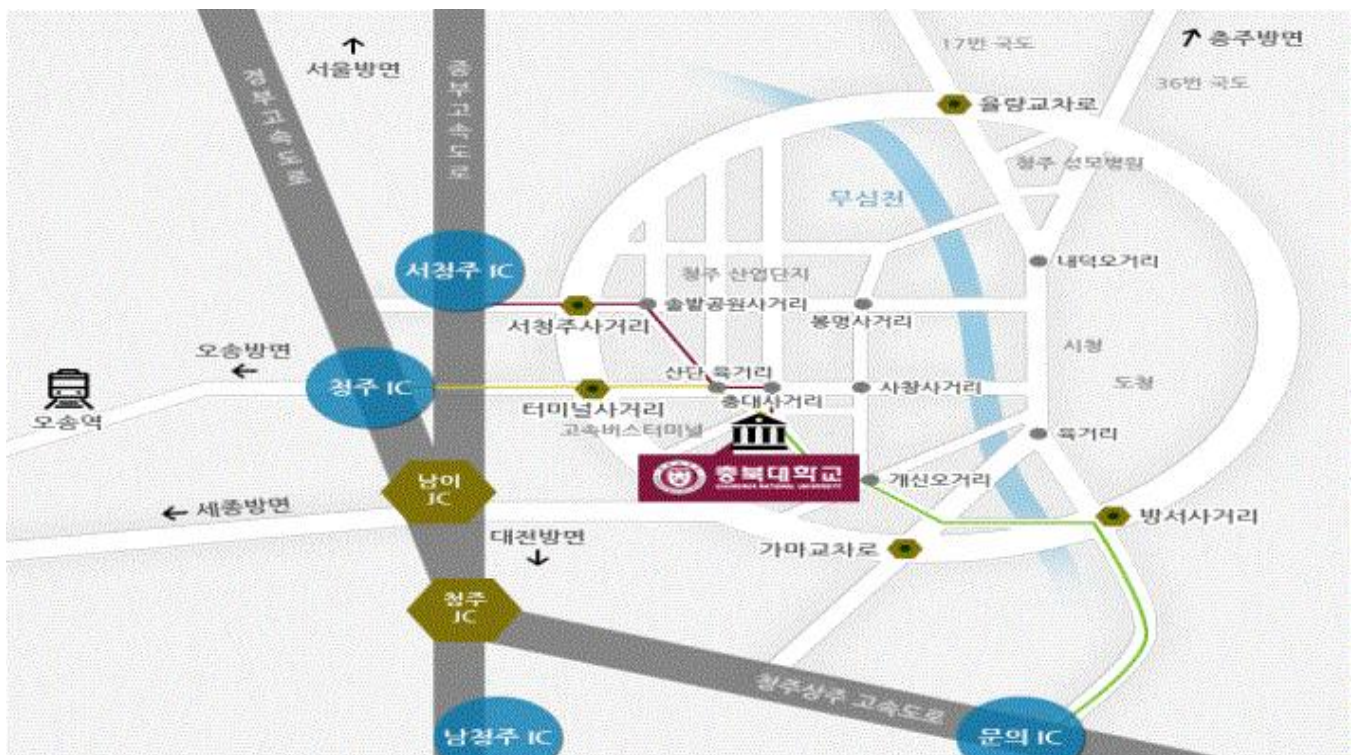 17번 국도
충주방면
서울방면
경부고속도로
중부고속도로
36번 국도
율량교차로
청주 성모병원
무심천
서청주 IC
청주 산업단지
내덕오거리
서청주사거리
솔밭공원사거리
봉명사거리
오송방면
시청
청주 IC
산단 육거리
사창사거리
도청
오송역
터미널사거리
충대사거리
고속버스터미널
육거리
충북대학교
CHUNGBUK NATIONAL UNIVERSITY
개신오거리
남이
JC
세종방면
방서사거리
대전방면
가마교차로
청주
JC
청주상주 고속도로
남청주 IC
문의 IC